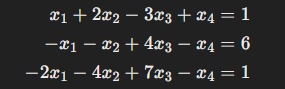 x₁ + 2x₂ − 3x₃ + x₄ = 1
−x₁ − x₂ + 4x₃ − x₄ = 6
−2x₁ − 4x₂ + 7x₃ − x₄ = 1